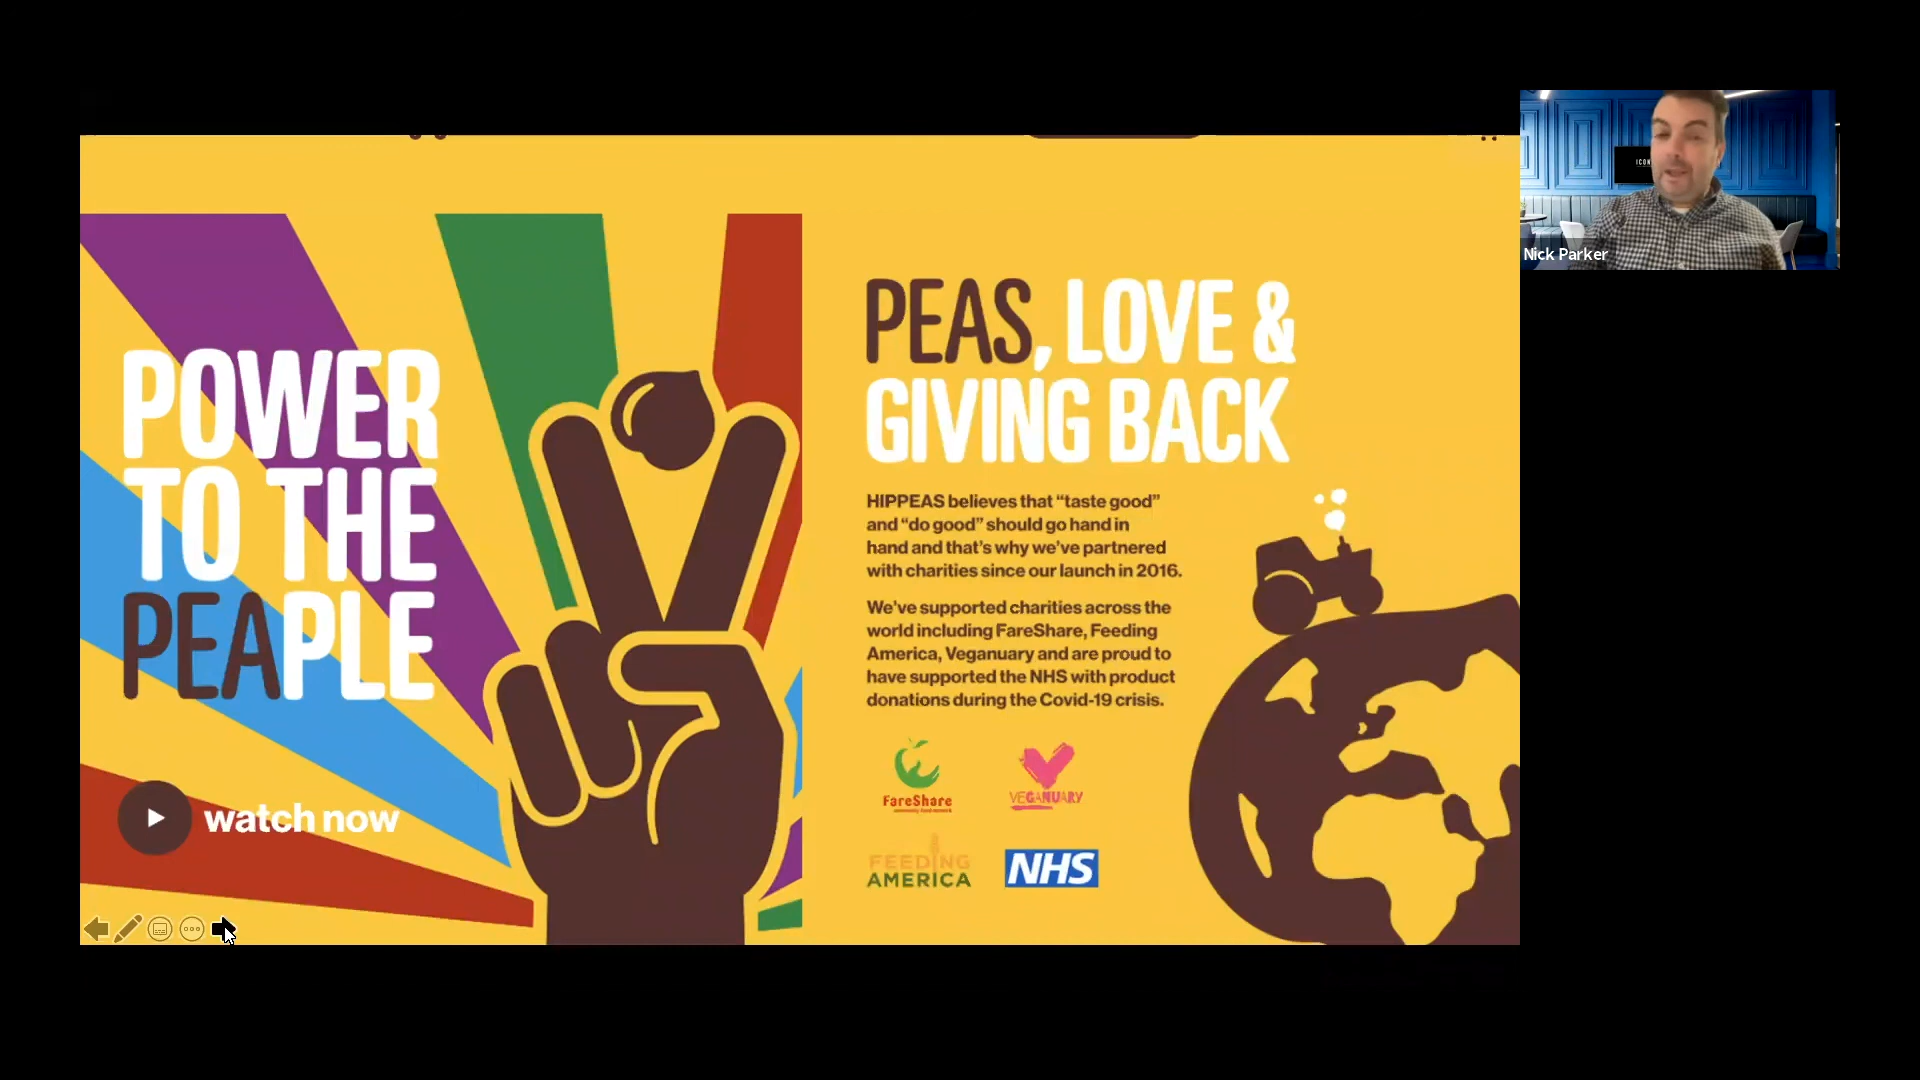 POWER
TO THE
PEAPLE
watch now
PEAS, LOVE &
GIVING BACK
HIPPEAS believes that “taste good”
and “do good” should go hand in
hand and that’s why we’ve partnered
with charities since our launch in 2016.
We’ve supported charities across the
world including FareShare, Feeding
America, Veganuary and are proud to
have supported the NHS with product
donations during the Covid-19 crisis.
FareShare
VEGANUARY
FEEDING
AMERICA
NHS
ICON
Nick Parker